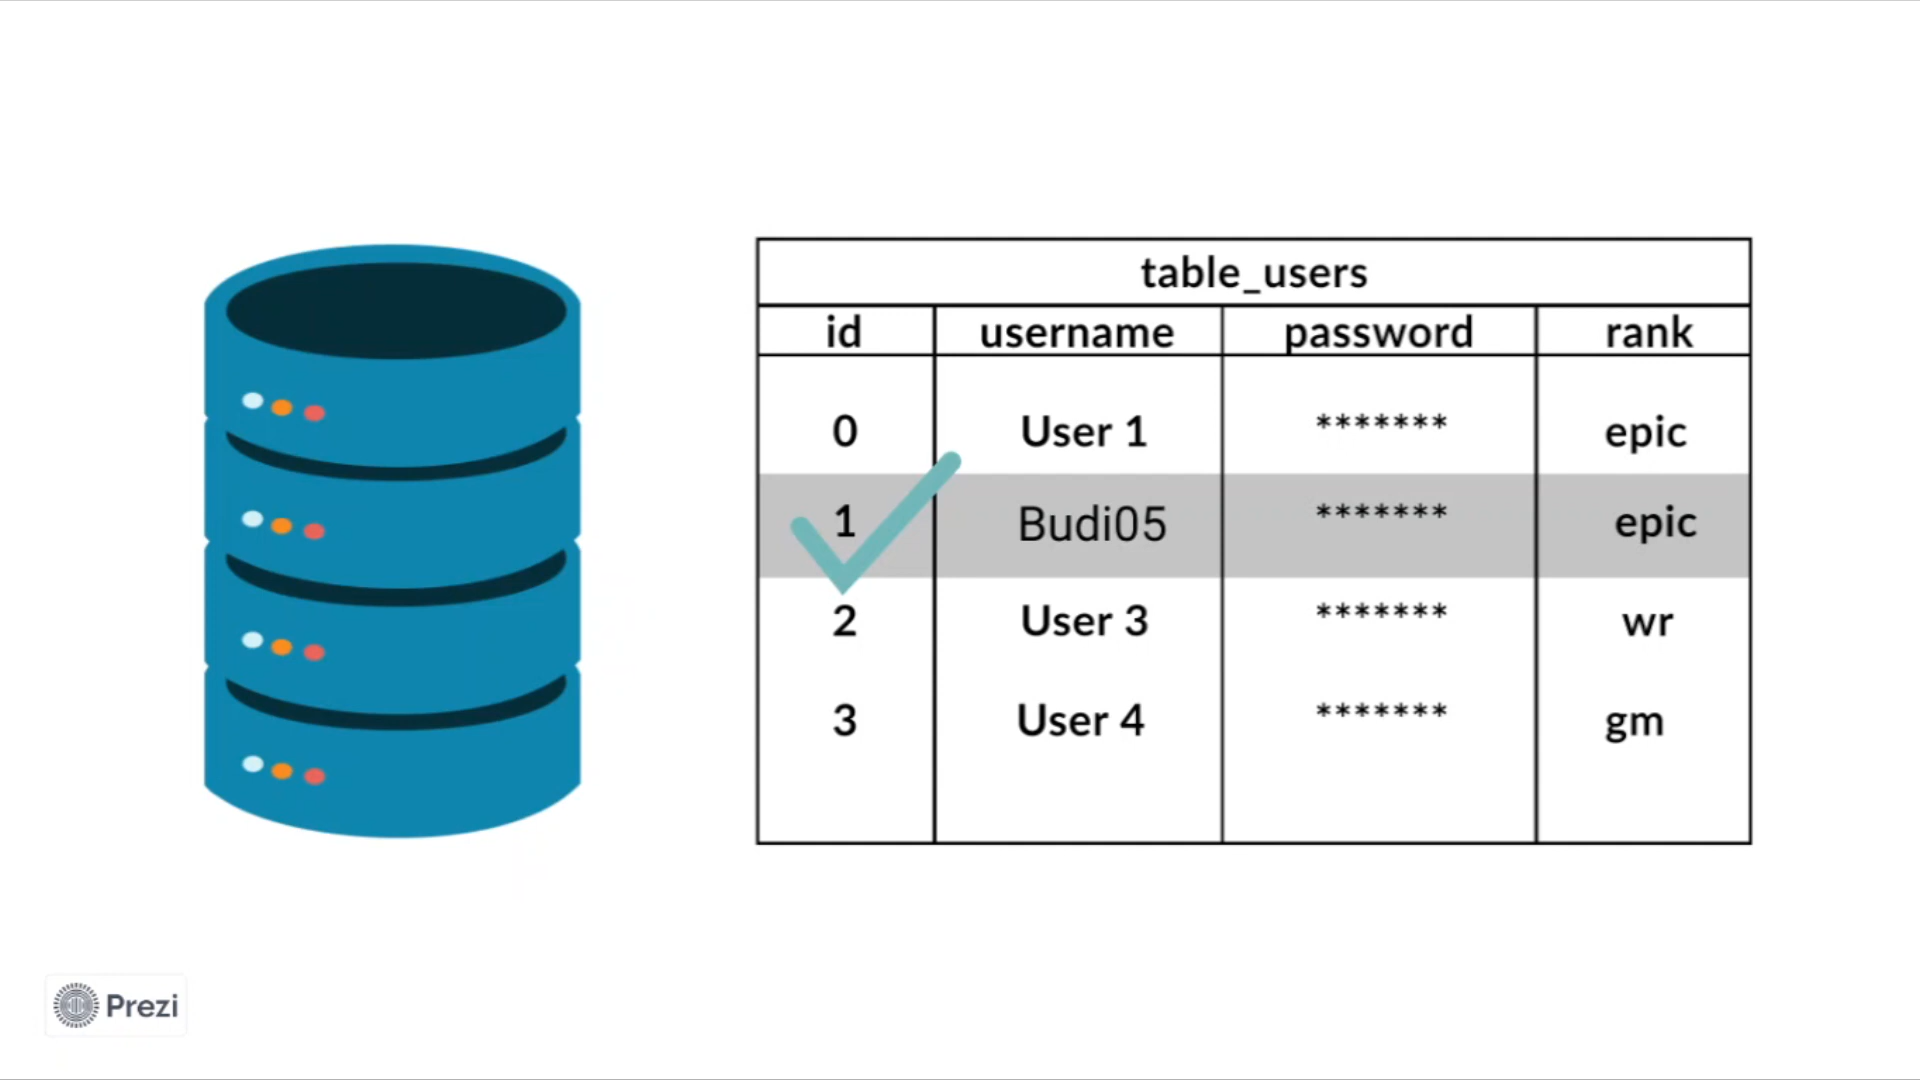 table_users
id username password rank
0 User 1 ******* epic
1 Budi05 ******* epic
2 User 3 ******* wr
3 User 4 ******* gm
Prezi